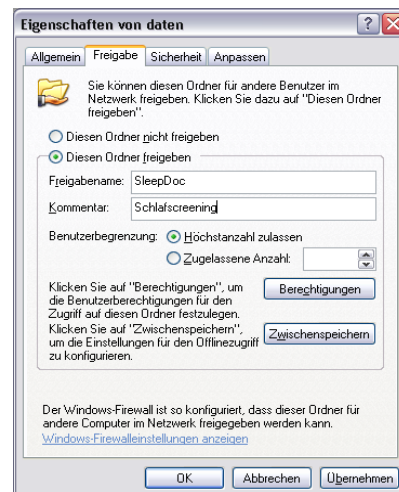 Eigenschaften von daten
Allgemein Freigabe Sicherheit Anpassen
Sie können diesen Ordner für andere Benutzer im
Netzwerk freigeben. Klicken Sie dazu auf "Diesen Ordner
freigeben".
Diesen Ordner nicht freigeben
Diesen Ordner freigeben
Freigabename: SleepDoc
Kommentar: Schlafscreening
Benutzerbegrenzung: Höchstanzahl zulassen
Zugelassene Anzahl:
Klicken Sie auf "Berechtigungen", um
die Benutzerberechtigungen für den
Zugriff auf diesen Ordner festzulegen.
Berechtigungen
Klicken Sie auf "Zwischenspeichern",
um die Einstellungen für den Offlinezugriff
zu konfigurieren.
Zwischenspeichern
Der Windows-Firewall ist so konfiguriert, dass dieser Ordner für
andere Computer im Netzwerk freigegeben werden kann.
Windows-Firewalleinstellungen anzeigen
OK Abbrechen Übernehmen